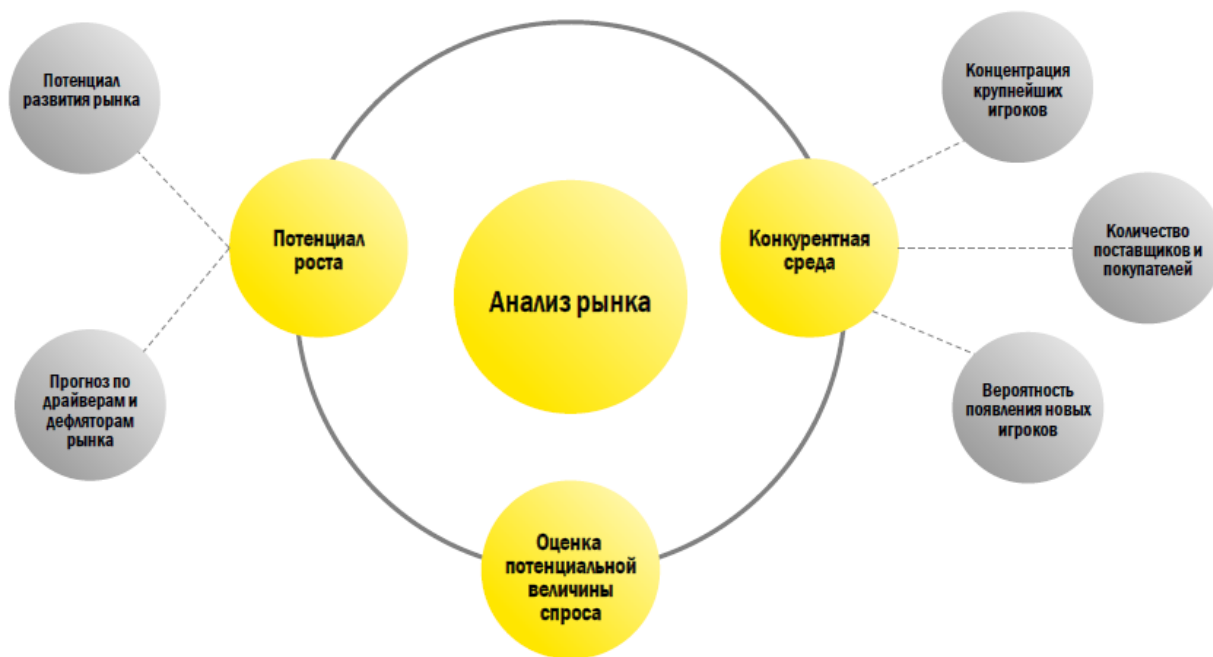 Потенциал
развития рынка
Концентрация
крупнейших
игроков
Потенциал
роста
Конкурентная
среда
Количество
поставщиков и
покупателей
Анализ рынка
Прогноз по
драйверам и
дефляторам
рынка
Вероятность
появления новых
игроков
Оценка
потенциальной
величины
спроса